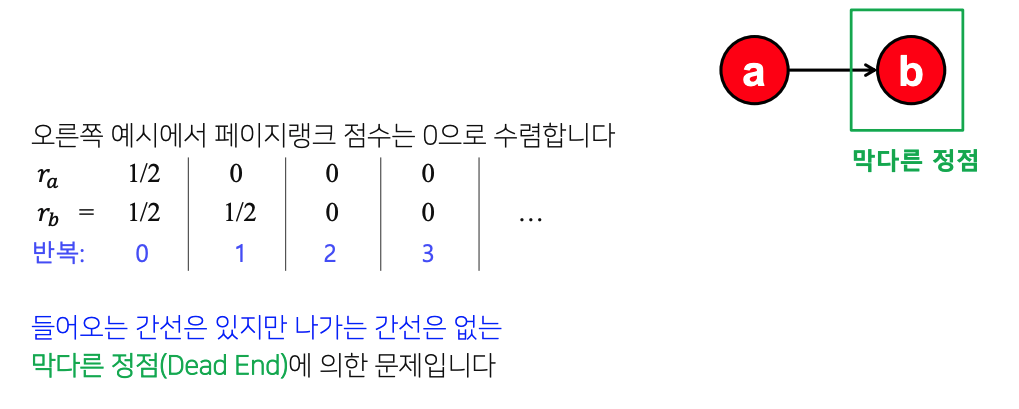 a b
막다른 정점
오른쪽 예시에서 페이지랭크 점수는 0으로 수렴합니다
r_a 1/2 0 0 0
r_b = 1/2 1/2 0 0 …
반복: 0 1 2 3
들어오는 간선은 있지만 나가는 간선은 없는
막다른 정점(Dead End)에 의한 문제입니다